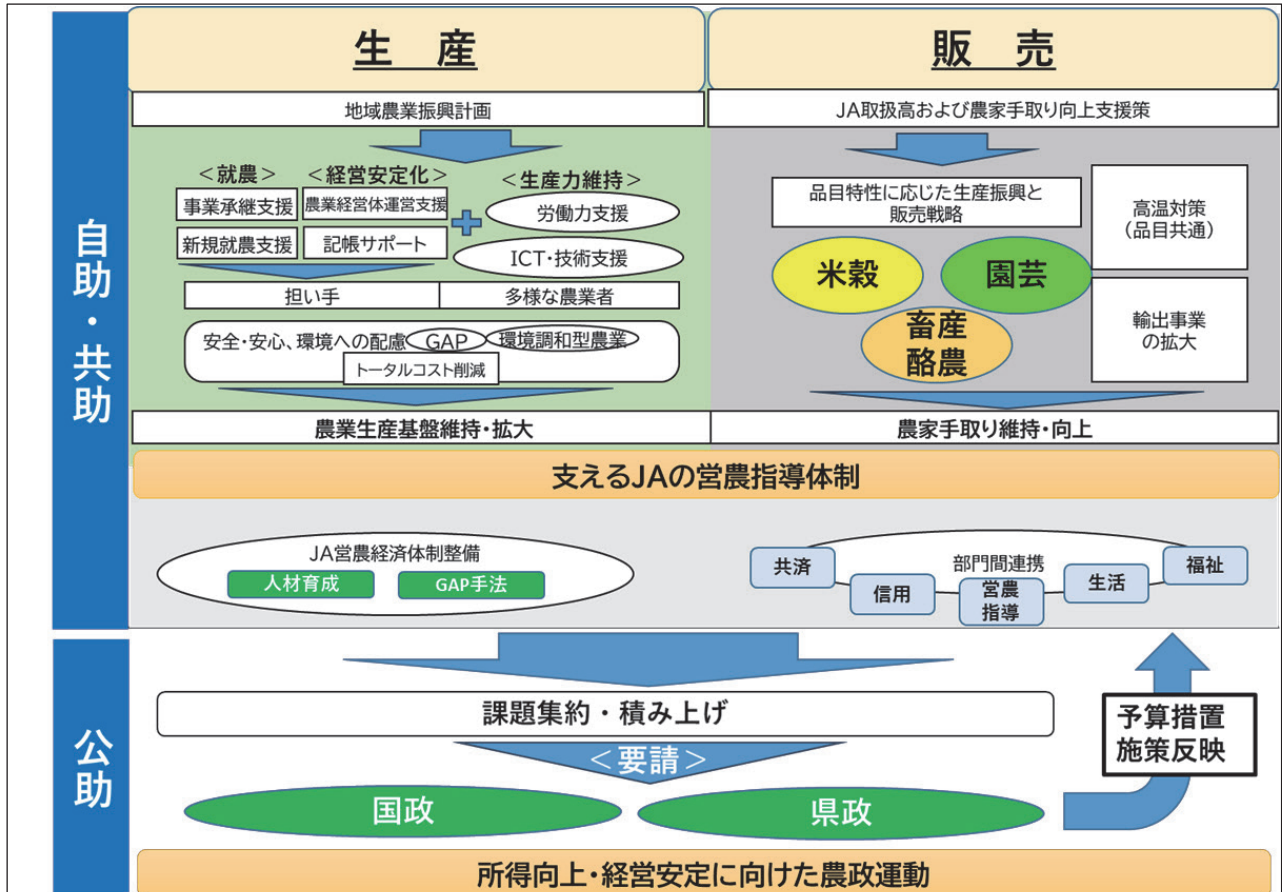 生 産
販 売
自助・共助
地域農業振興計画
＜就農＞
＜経営安定化＞
＜生産力維持＞
事業承継支援
農業経営体運営支援
労働力支援
新規就農支援
記帳サポート
ICT・技術支援
担い手
多様な農業者
安全・安心、環境への配慮
GAP
環境調和型農業
トータルコスト削減
農業生産基盤維持・拡大
JA取扱高および農家手取り向上支援策
品目特性に応じた生産振興と
販売戦略
高温対策
（品目共通）
米穀
園芸
畜産
酪農
輸出事業
の拡大
農家手取り維持・向上
支えるJAの営農指導体制
JA営農経済体制整備
人材育成
GAP手法
部門間連携
共済
信用
営農
指導
生活
福祉
公助
課題集約・積み上げ
＜要請＞
国政
県政
予算措置
施策反映
所得向上・経営安定に向けた農政運動